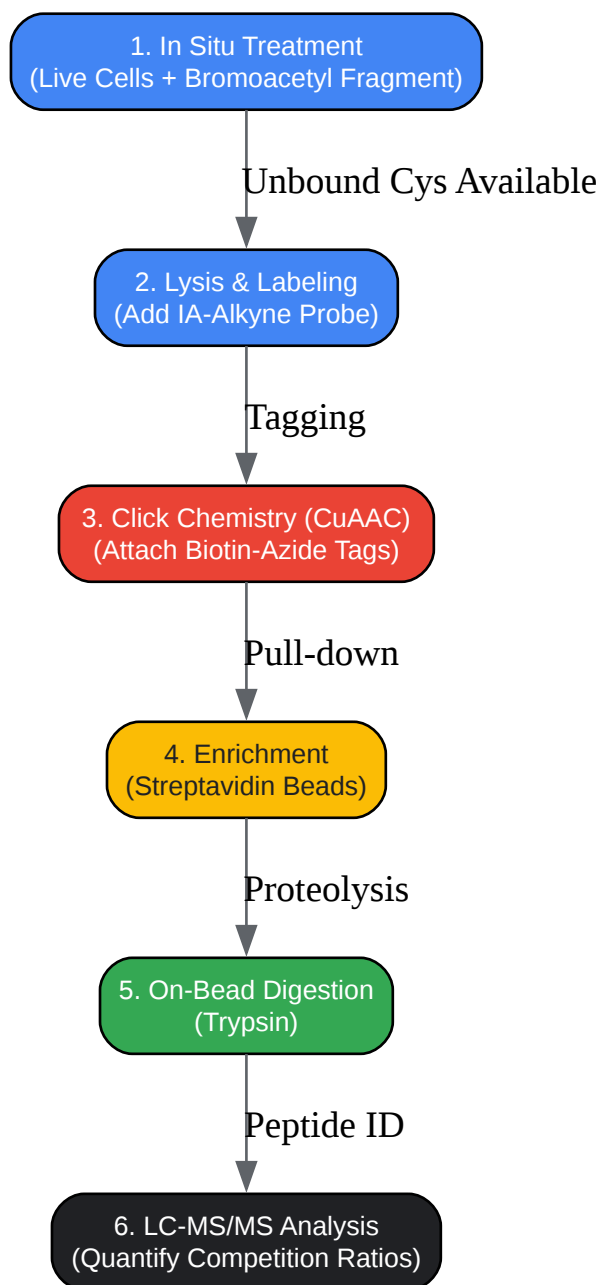 1. In Situ Treatment
(Live Cells + Bromoacetyl Fragment)
Unbound Cys Available
2. Lysis & Labeling
(Add IA-Alkyne Probe)
Tagging
3. Click Chemistry (CuAAC)
(Attach Biotin-Azide Tags)
Pull-down
4. Enrichment
(Streptavidin Beads)
Proteolysis
5. On-Bead Digestion
(Trypsin)
Peptide ID
6. LC-MS/MS Analysis
(Quantify Competition Ratios)